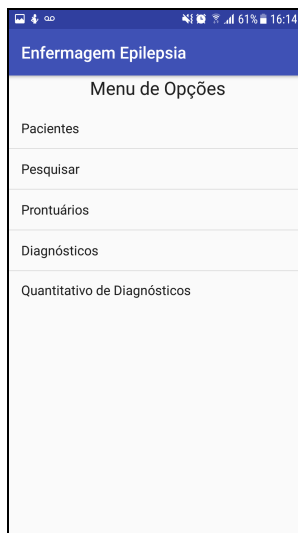 61% 16:14
Enfermagem Epilepsia
Menu de Opções
Pacientes
Pesquisar
Prontuários
Diagnósticos
Quantitativo de Diagnósticos